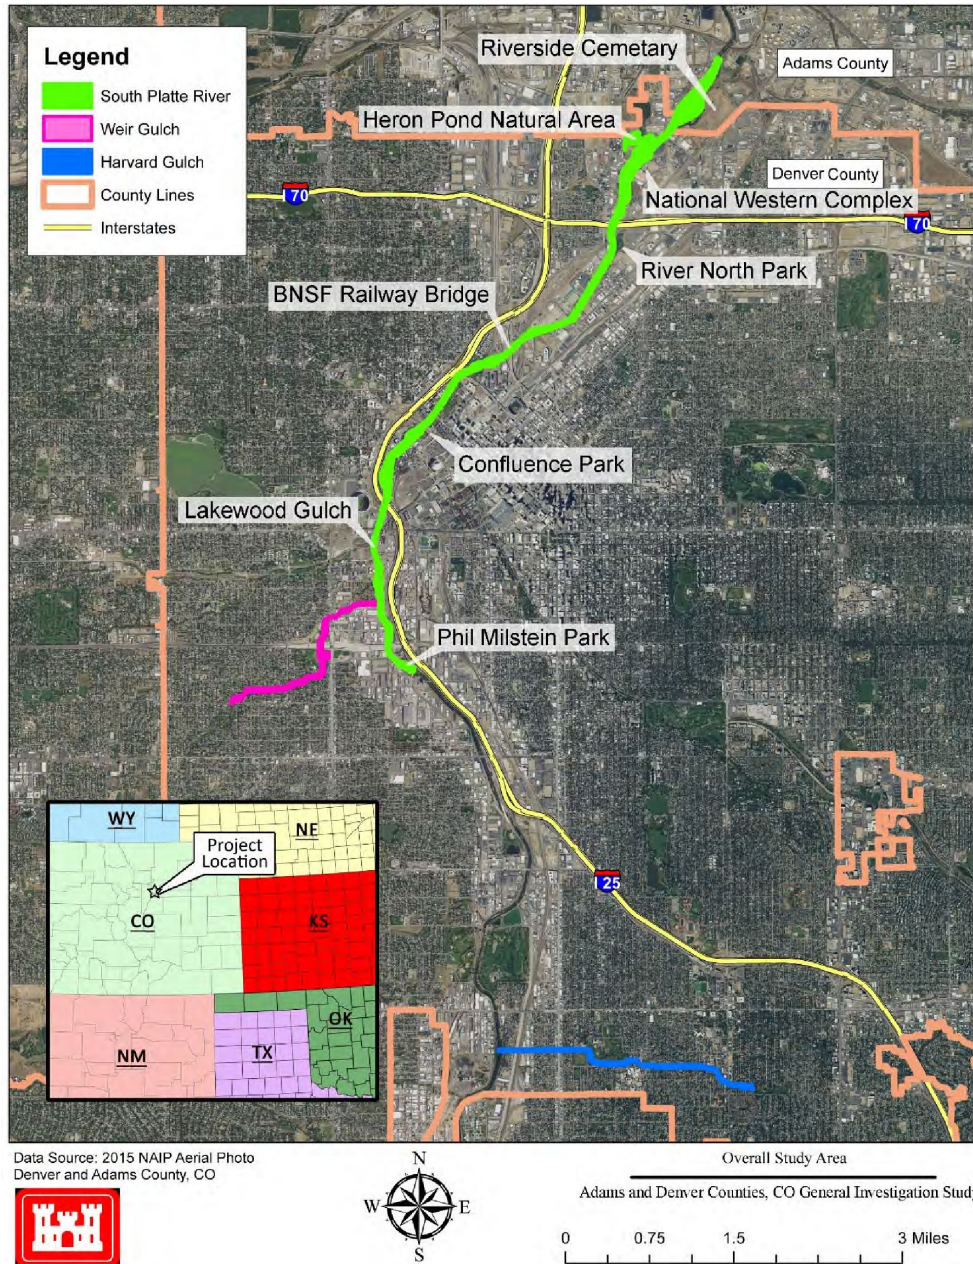 Legend
South Platte River
Weir Gulch
Harvard Gulch
County Lines
Interstates
Riverside Cemetary
Adams County
Heron Pond Natural Area
Denver County
70
National Western Complex
70
River North Park
BNSF Railway Bridge
Confluence Park
Lakewood Gulch
Phil Milstein Park
25
WY
NE
Project
Location
CO
KS
OK
NM
TX
Data Source: 2015 NAIP Aerial Photo
Denver and Adams County, CO
N
W
E
S
Overall Study Area
Adams and Denver Counties, CO General Investigation Study
0
0.75
1.5
3 Miles